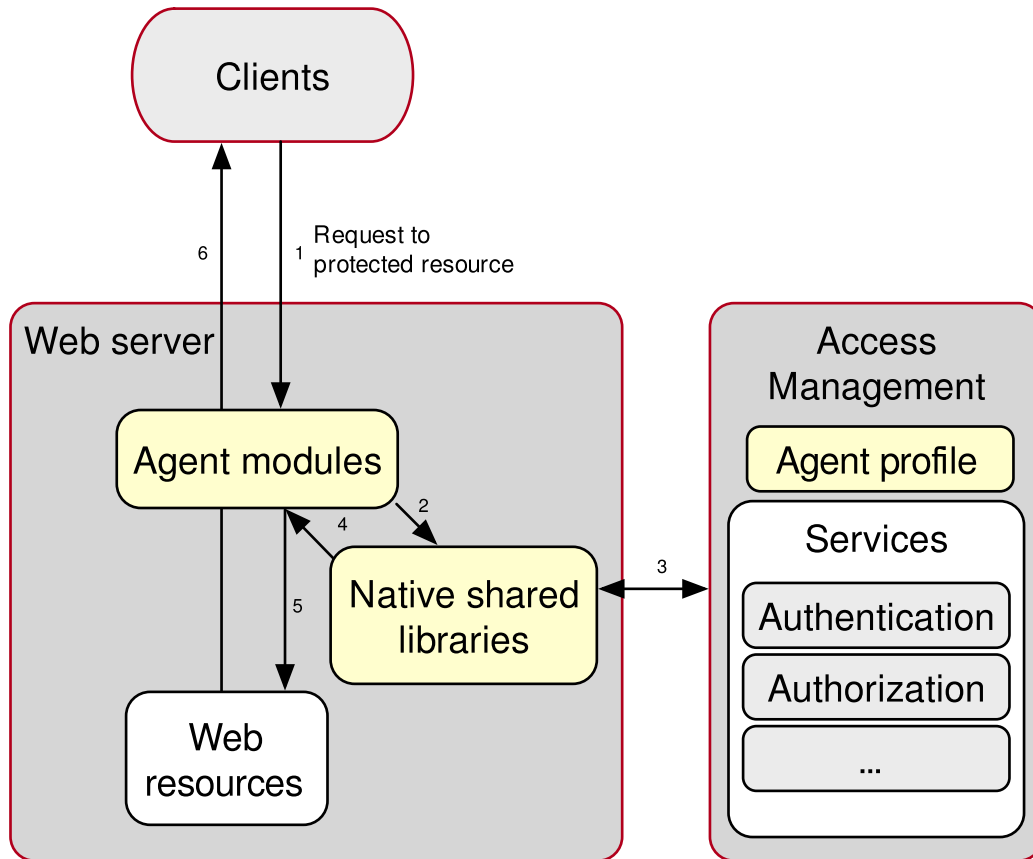 Clients
6
1
Request to
protected resource
Web server
Agent modules
2
4
5
Native shared
libraries
3
Web
resources
Access
Management
Agent profile
Services
Authentication
Authorization
...